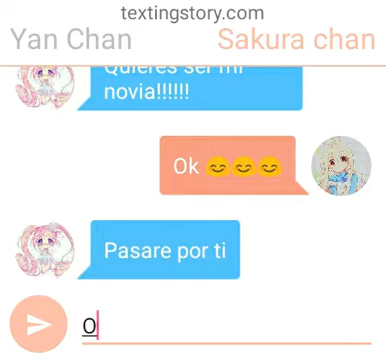 textingstory.com
Yan Chan Sakura chan
Quieres ser mi
novia!!!!!!
Ok 😊😊😊
Pasare por ti
O